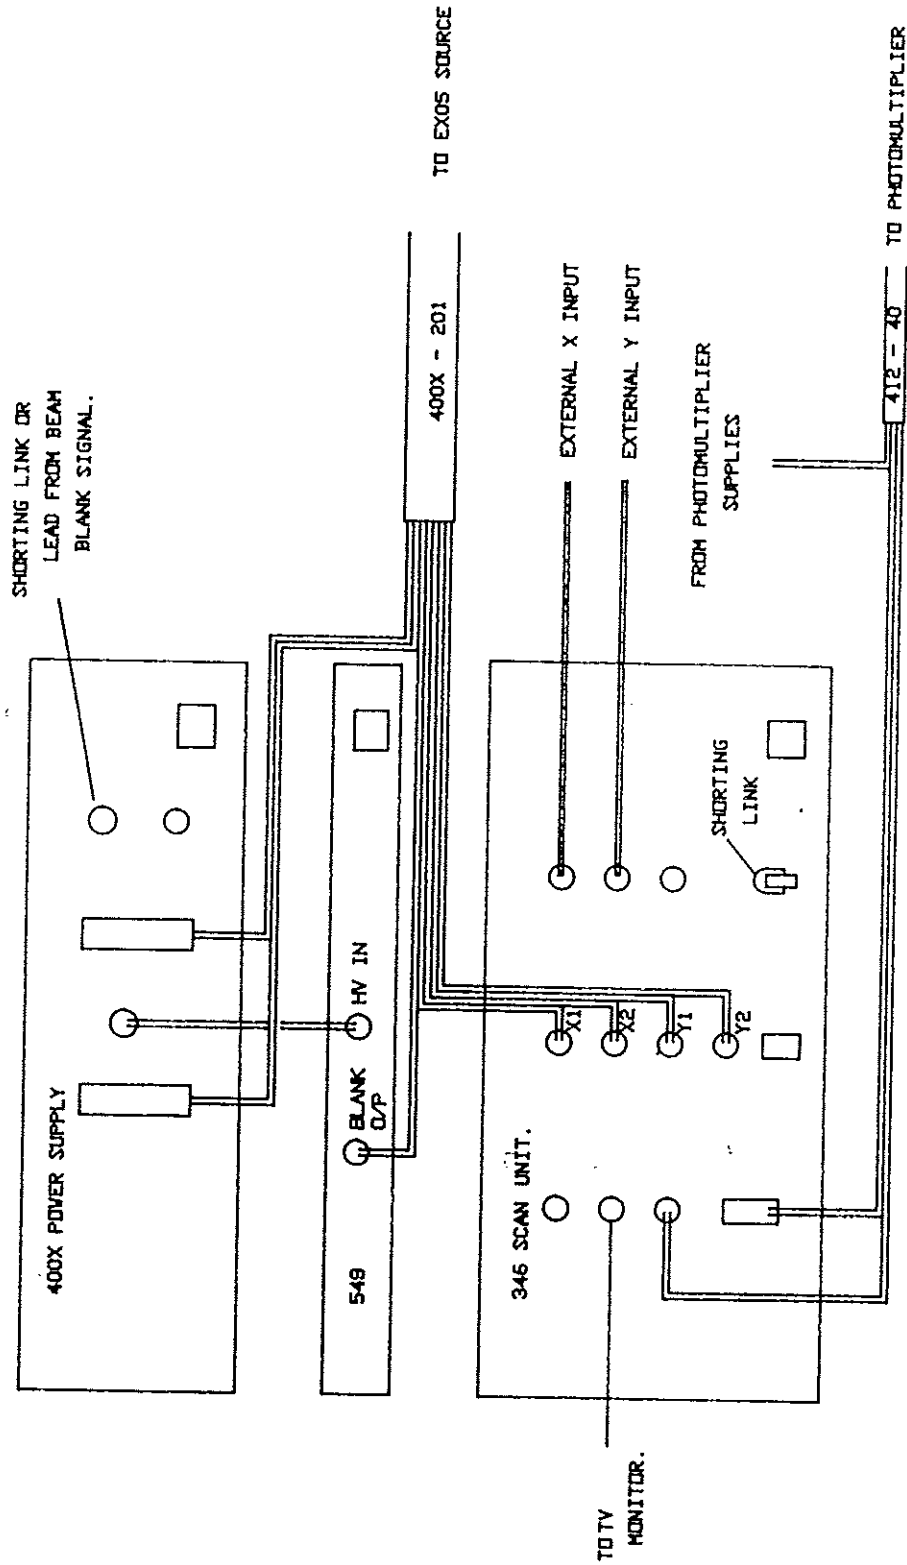 SHORTING LINK OR
LEAD FROM BEAM
BLANK SIGNAL.
400X POWER SUPPLY
TO EX05 SOURCE
400X - 201
549
BLANK
O/P
HV IN
EXTERNAL X INPUT
EXTERNAL Y INPUT
346 SCAN UNIT.
X1
X2
Y1
Y2
SHORTING
LINK
FROM PHOTOMULTIPLIER
SUPPLIES
TO TV
MONITOR.
412 - 40
TO PHOTOMULTIPLIER